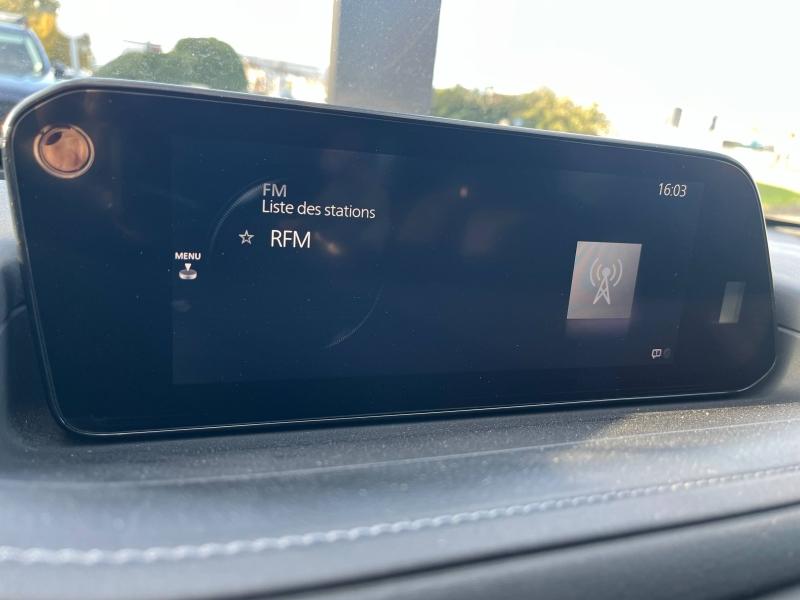 FM
16:03
Liste des stations
☆ RFM
MENU